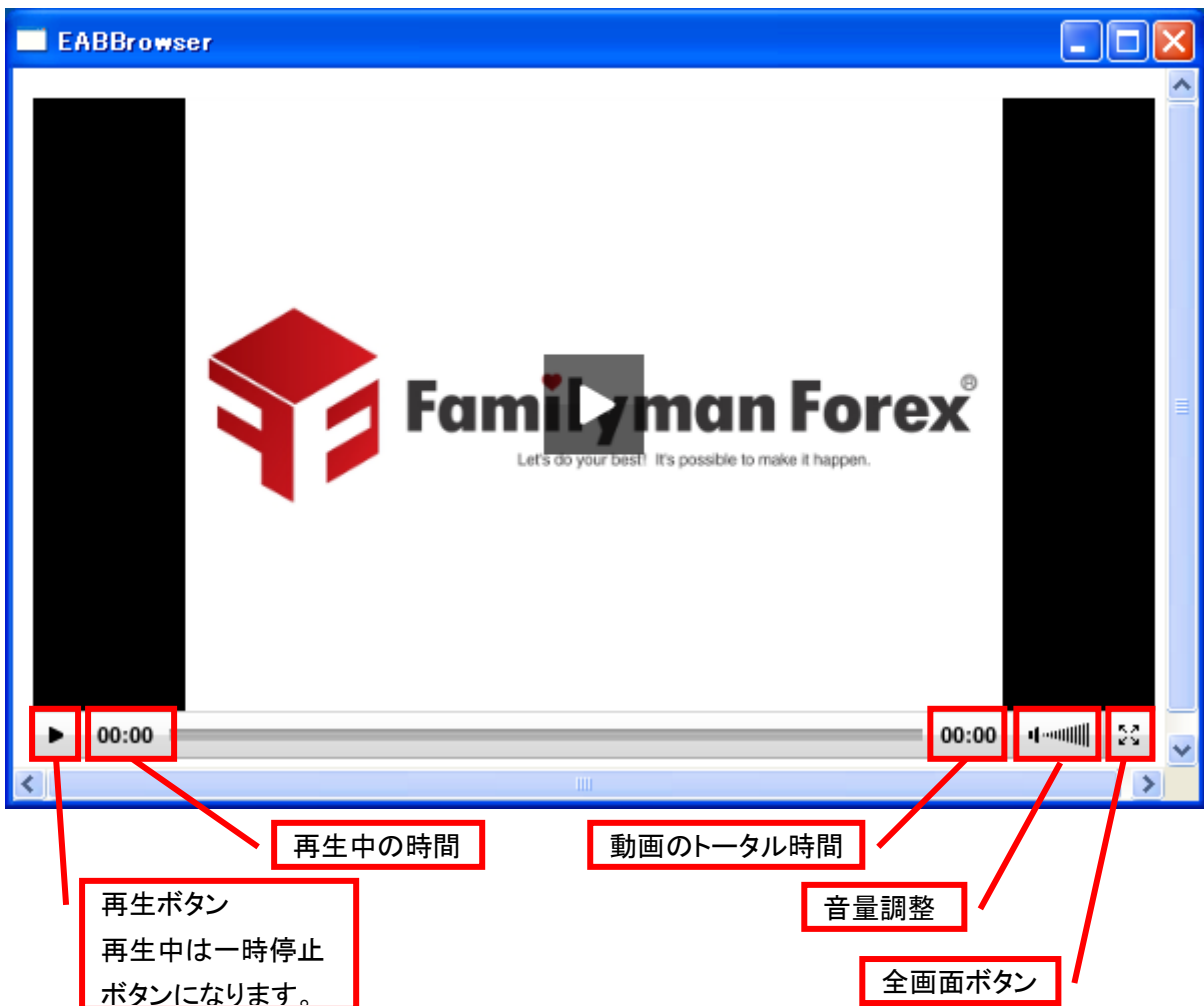 EABBrowser
Familyman Forex®
Let's do your best! It's possible to make it happen.
00:00
00:00
再生中の時間
動画のトータル時間
再生ボタン
再生中は一時停止
ボタンになります。
音量調整
全画面ボタン